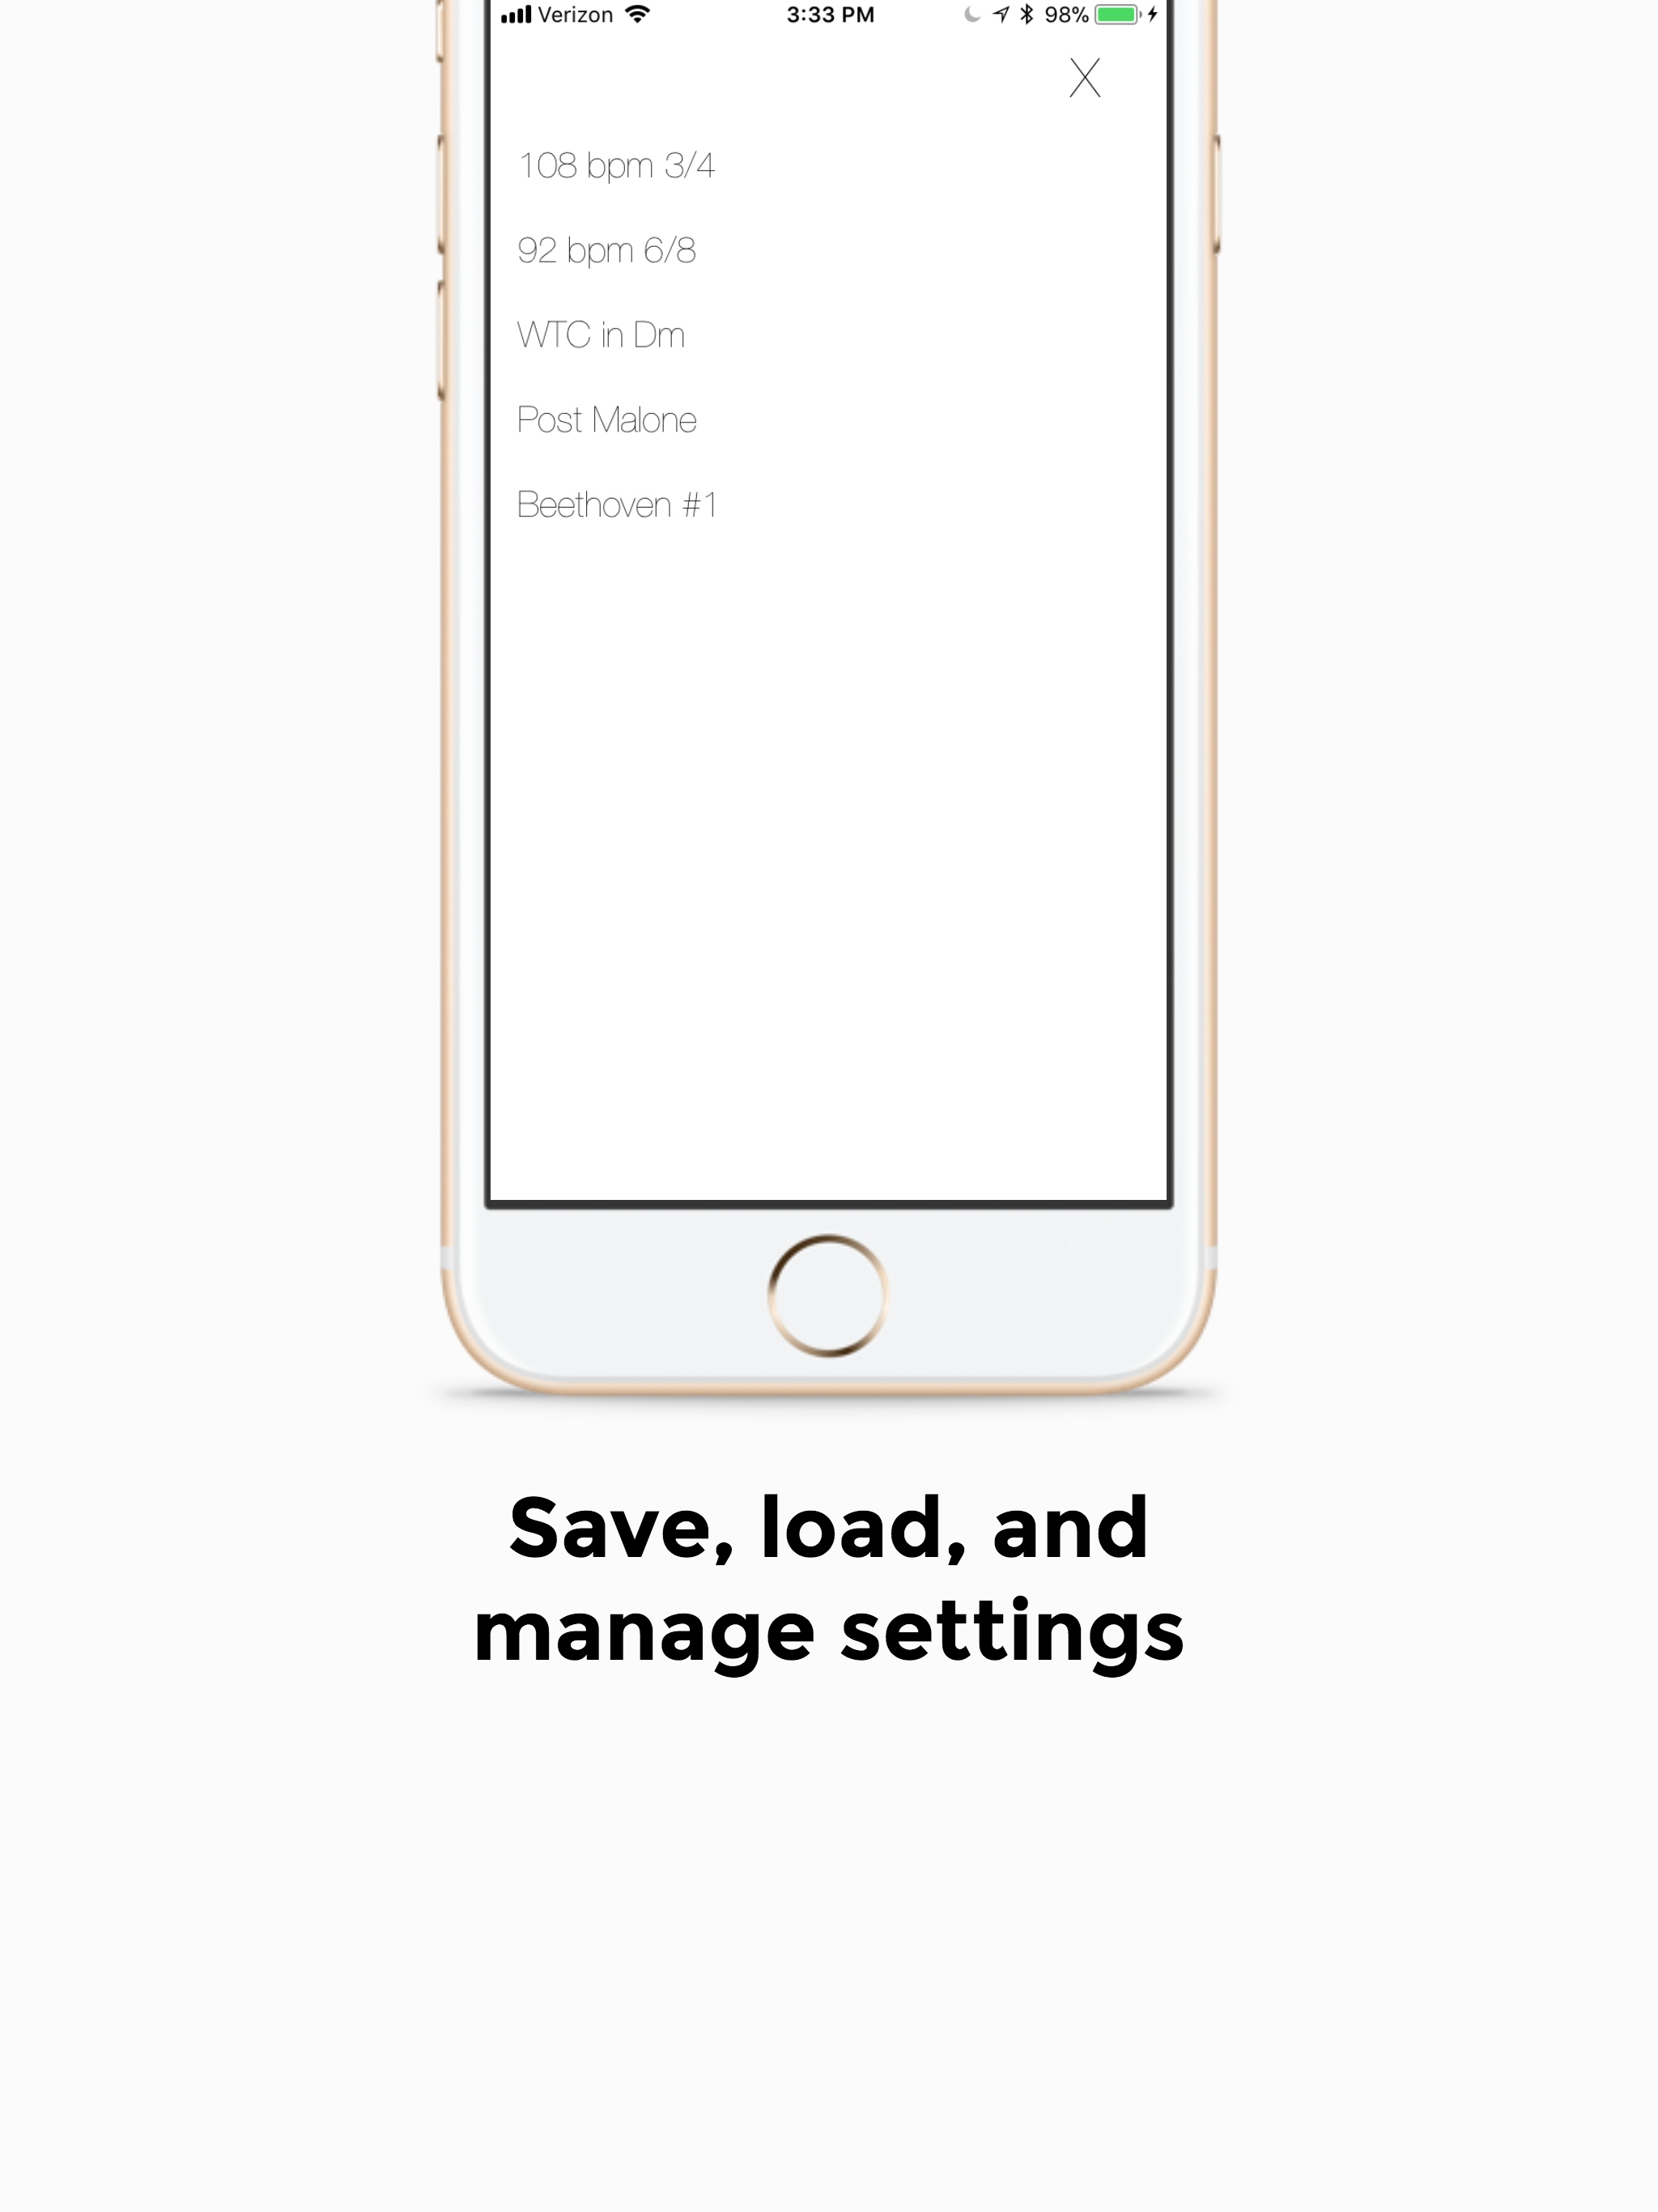 Verizon 3:33 PM 98%
X
108 bpm 3/4
92 bpm 6/8
WTC in Dm
Post Malone
Beethoven #1
Save, load, and
manage settings